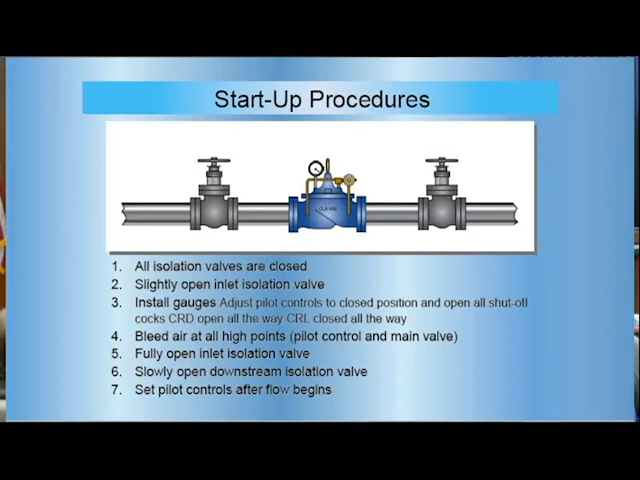 Start-Up Procedures
CLA-VAL
1. All isolation valves are closed
2. Slightly open inlet isolation valve
3. Install gauges Adjust pilot controls to closed position and open all shut-off
cocks CRD open all the way CRL closed all the way
4. Bleed air at all high points (pilot control and main valve)
5. Fully open inlet isolation valve
6. Slowly open downstream isolation valve
7. Set pilot controls after flow begins